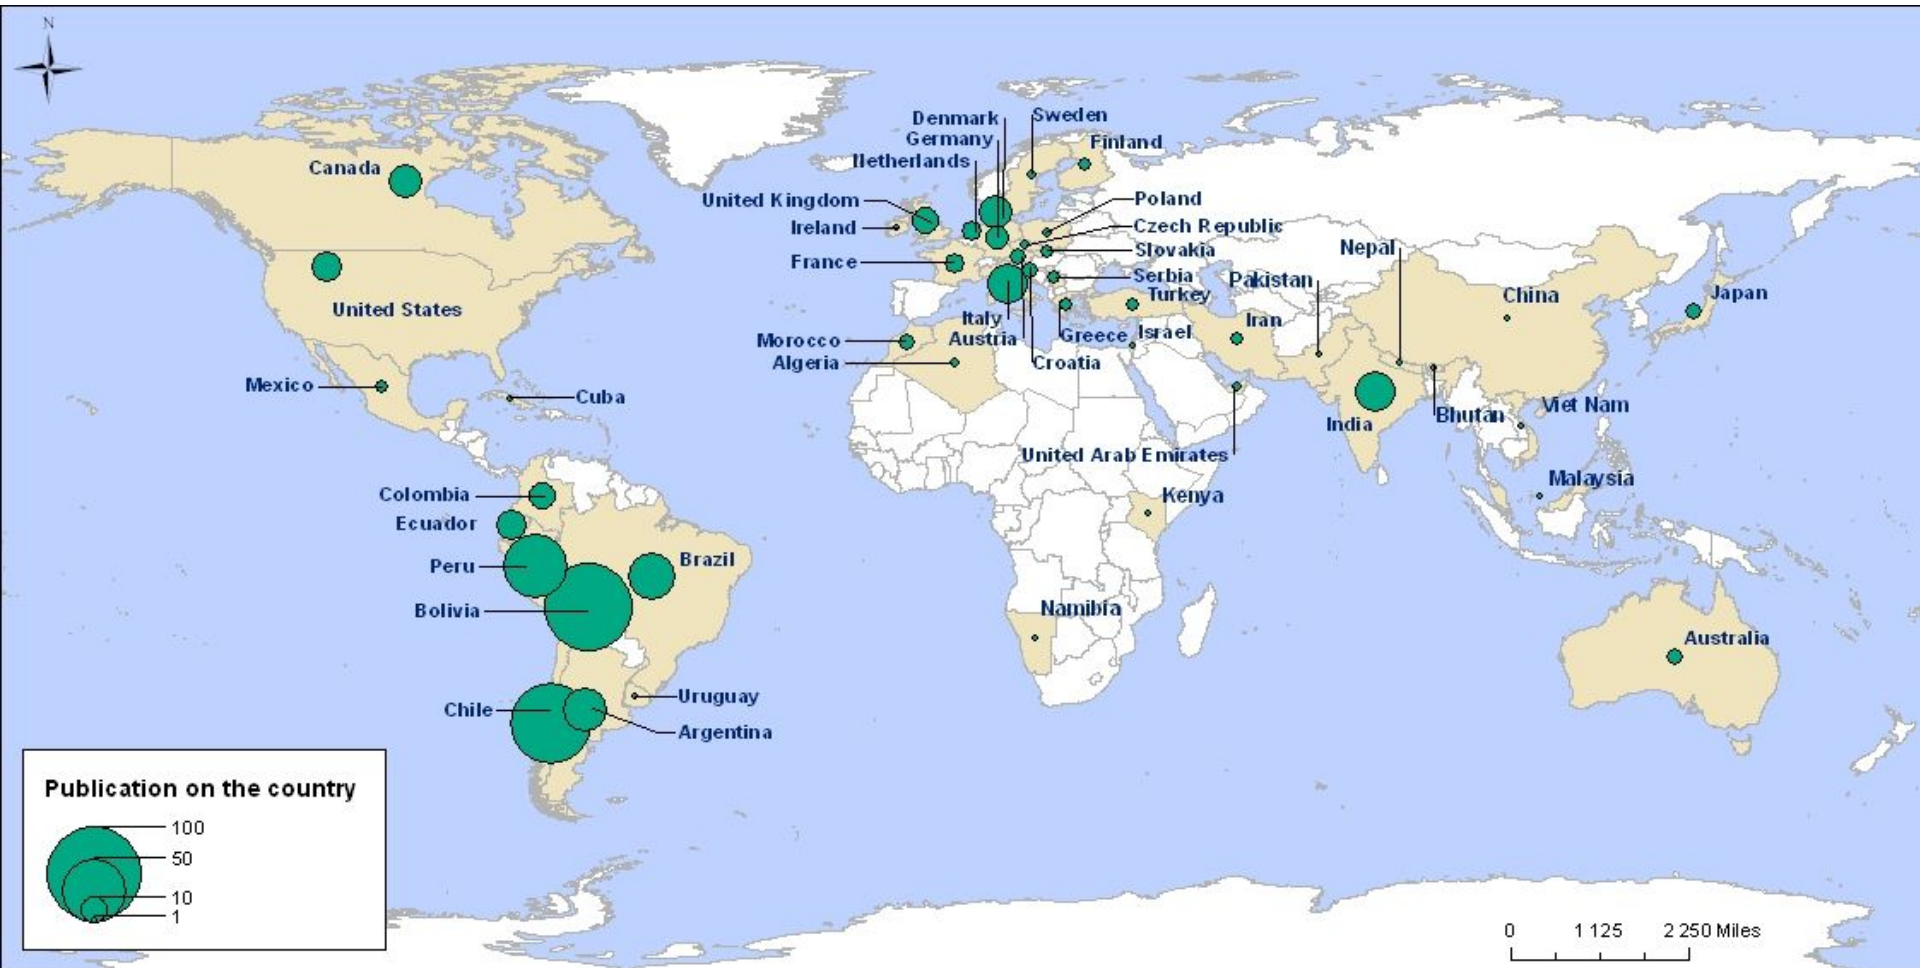 N
Denmark
Sweden
Germany
Finland
Netherlands
Canada
United Kingdom
Poland
Ireland
Czech Republic
Slovakia
Nepal
France
Serbia
Pakistan
Turkey
China
Japan
United States
Italy
Iran
Morocco
Austria
Greece
Israel
Algeria
Croatia
Mexico
Cuba
India
Bhutan
Viet Nam
United Arab Emirates
Malaysia
Colombia
Kenya
Ecuador
Peru
Brazil
Bolivia
Namibia
Australia
Uruguay
Chile
Argentina
Publication on the country
100
50
10
1
0 1 125 2 250 Miles